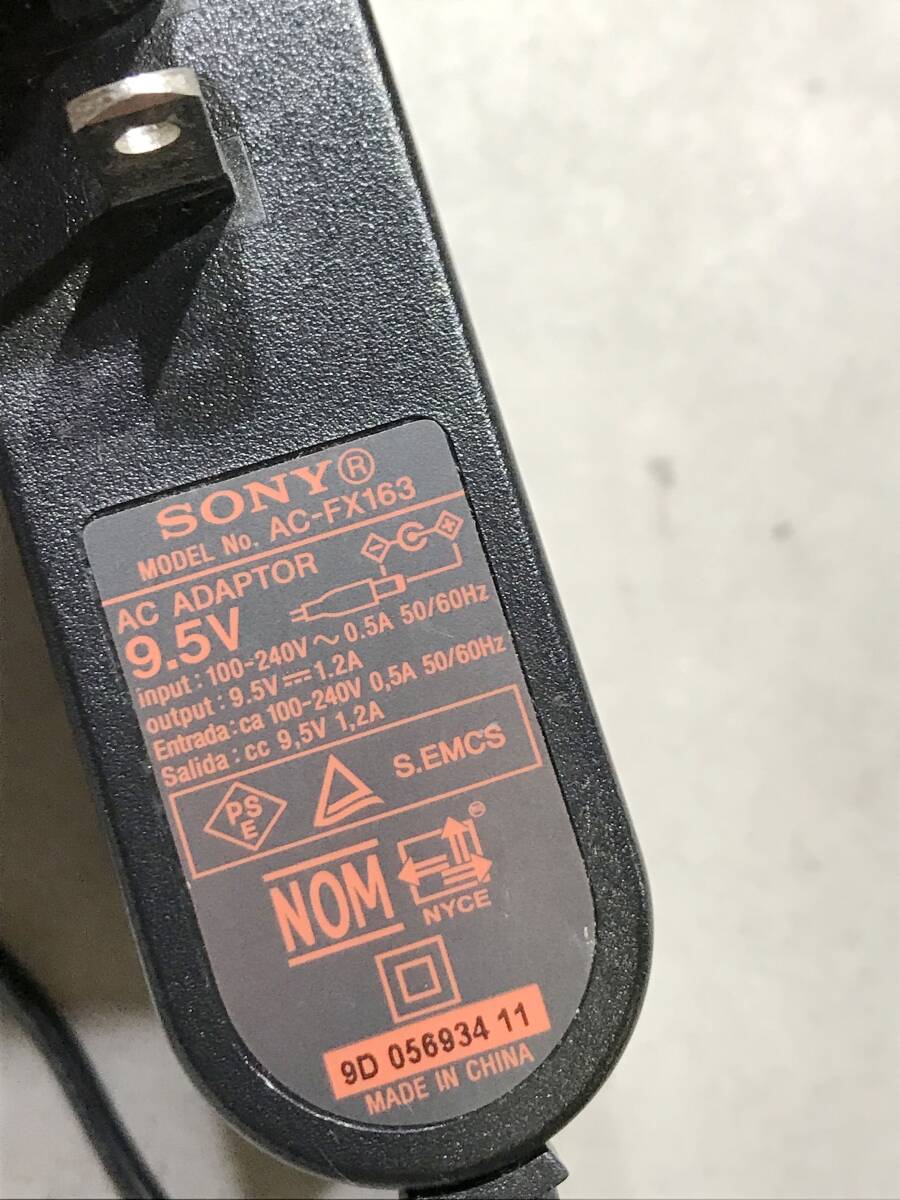 SONY®
MODEL No. AC-FX163
AC ADAPTOR
9.5V
input : 100-240V～ 0.5A 50/60Hz
output : 9.5V⎓1.2A
Entrada : ca 100-240V 0,5A 50/60Hz
Salida : cc 9,5V 1,2A
PS E
S.EMCS
NOM
NYCE
9D 056934 11
MADE IN CHINA